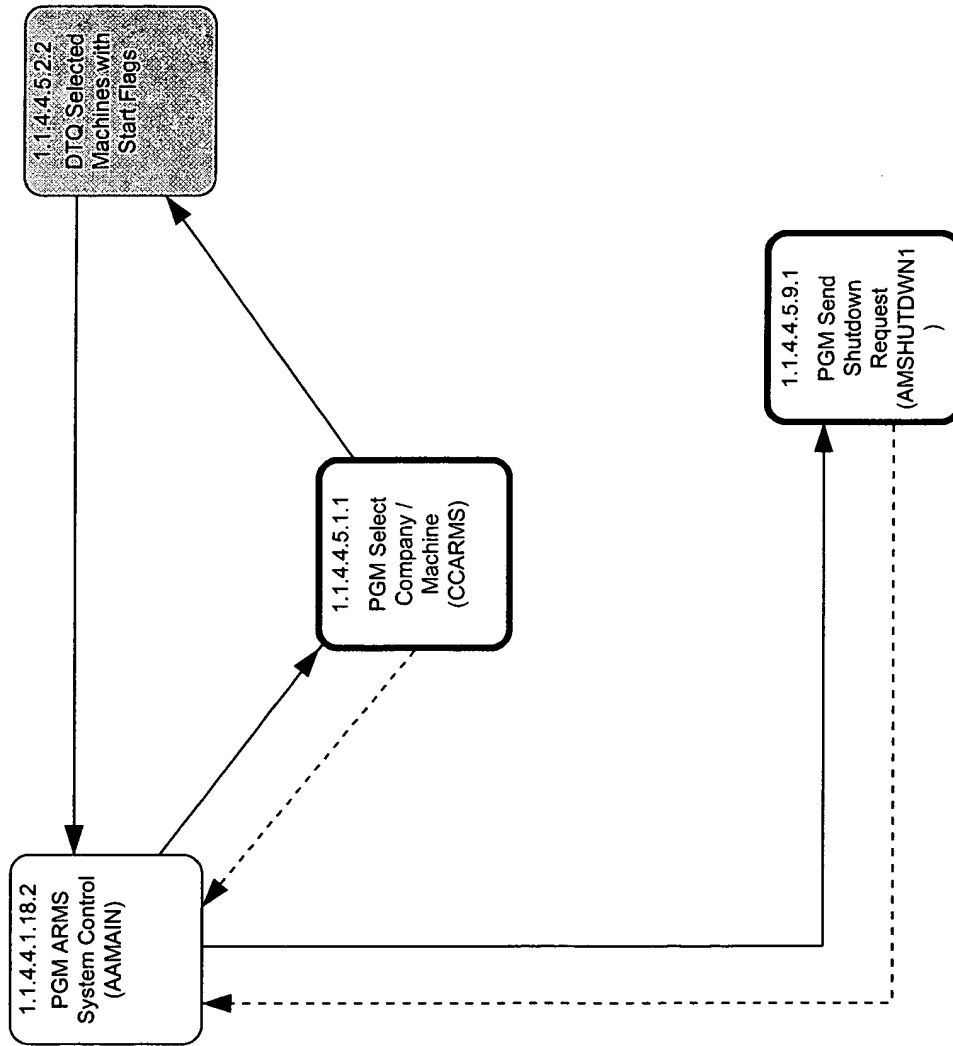 1.1.4.4.1.18.2
PGM ARMS
System Control
(AAMAIN)
1.1.4.4.5.2.2
DTQ Selected
Machines with
Start Flags
1.1.4.4.5.1.1
PGM Select
Company /
Machine
(CCARMS)
1.1.4.4.5.9.1
PGM Send
Shutdown
Request
(AMSHUTDWN1
)